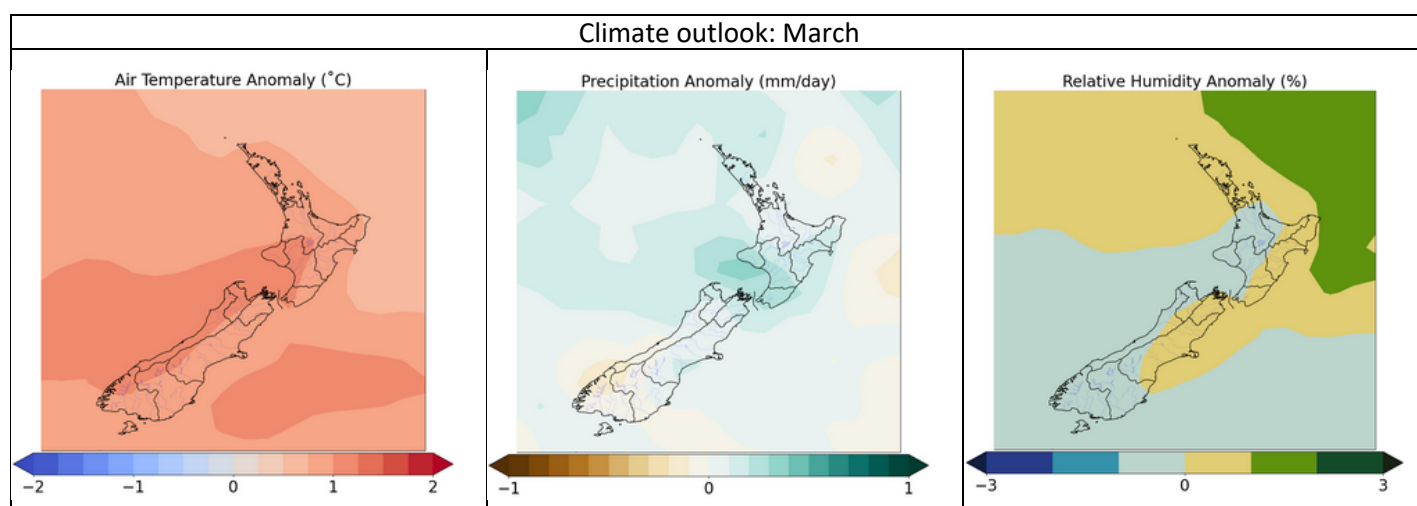 Climate outlook: March
Air Temperature Anomaly (˚C)
−2 −1 0 1 2
Precipitation Anomaly (mm/day)
−1 0 1
Relative Humidity Anomaly (%)
−3 0 3